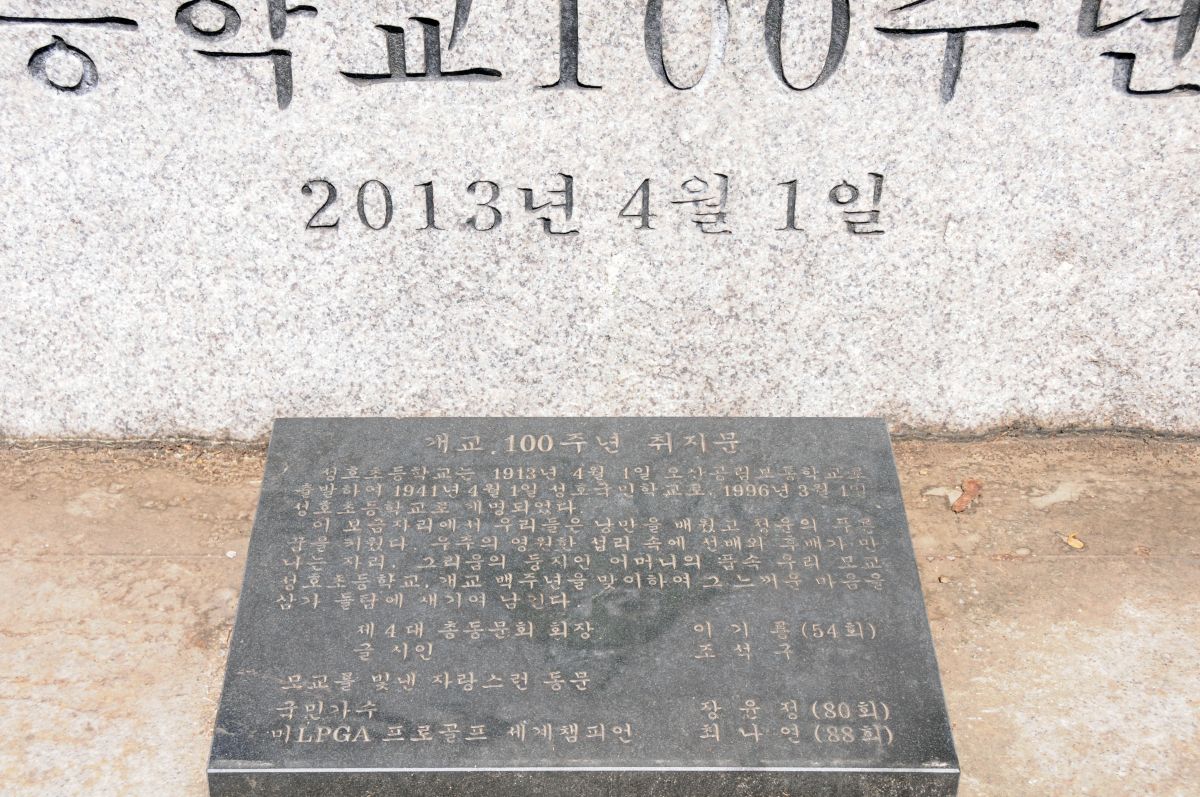 등학교100주년
2013년 4월 1일
개교 100주년 취지문
성호초등학교는 1913년 4월 1일 오산공립보통학교로
출발하여 1941년 4월 1일 성호국민학교로, 1996년 3월 1일
성호초등학교로 개명되었다.
이 보금자리에서 우리들은 낭만을 배웠고 청운의 푸른
꿈을 키웠다. 우주의 영원한 섭리 속에 선배와 후배가 만
나는 자리, 그리움의 둥지인 어머니의 품속 우리 모교
성호초등학교, 개교 백주년을 맞이하여 그 느꺼운 마음을
삼가 돌탑에 새기여 남긴다.
제 4대 총동문회 회장 이 기 (54회)
글 시인 조 석 구
모교를 빛낸 자랑스런 동문
국민가수 장 윤 정 (80회)
미LPGA 프로골프 세계챔피언 최 나 연 (88회)